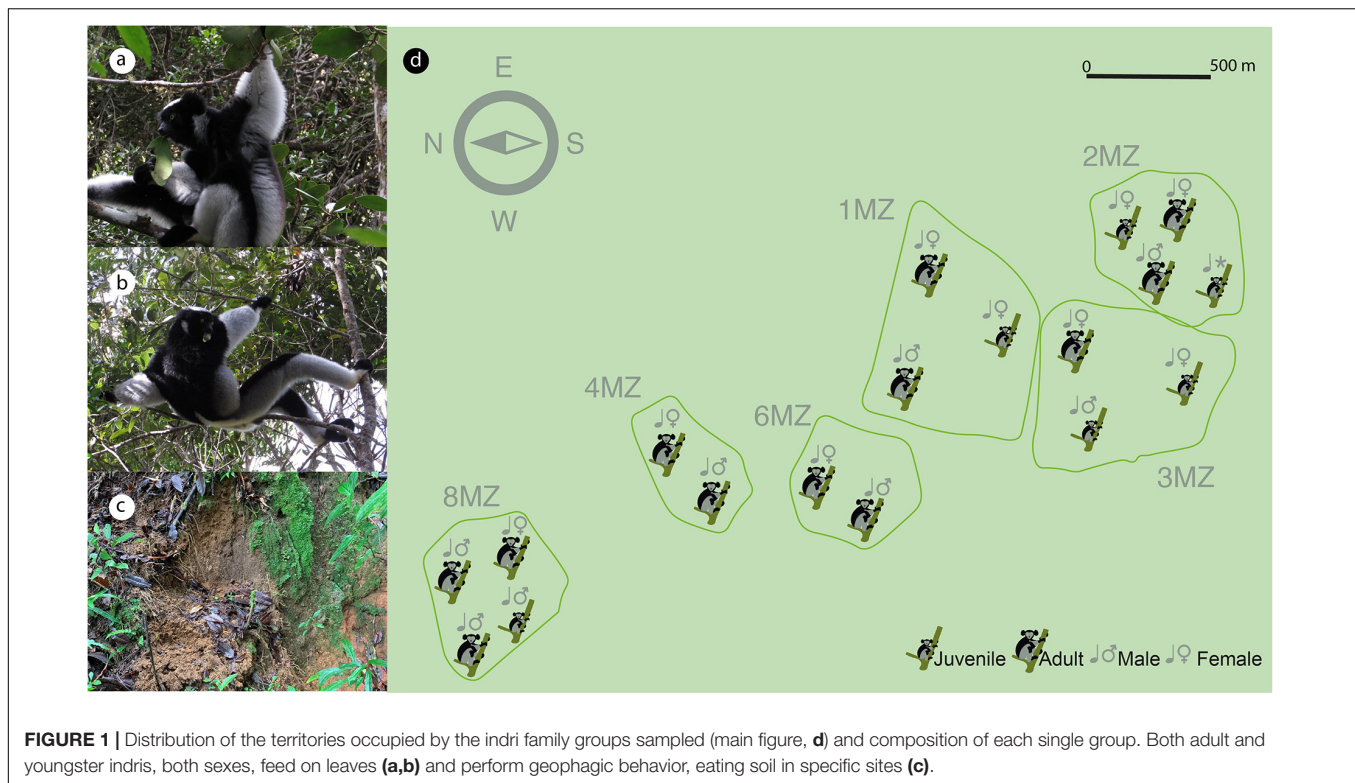 a
b
c
d
E
N S
W
0 500 m
2MZ
♩♀ ♩♀
♩♂ ♩*
1MZ
♩♀
♩♀
♩♂
♩♀
♩♀
♩♂
3MZ
4MZ
♩♀
♩♂
6MZ
♩♀
♩♂
8MZ
♩♂ ♩♀
♩♂ ♩♂
Juvenile Adult ♩♂ Male ♩♀ Female
FIGURE 1 | Distribution of the territories occupied by the indri family groups sampled (main figure, d) and composition of each single group. Both adult and
youngster indris, both sexes, feed on leaves (a,b) and perform geophagic behavior, eating soil in specific sites (c).